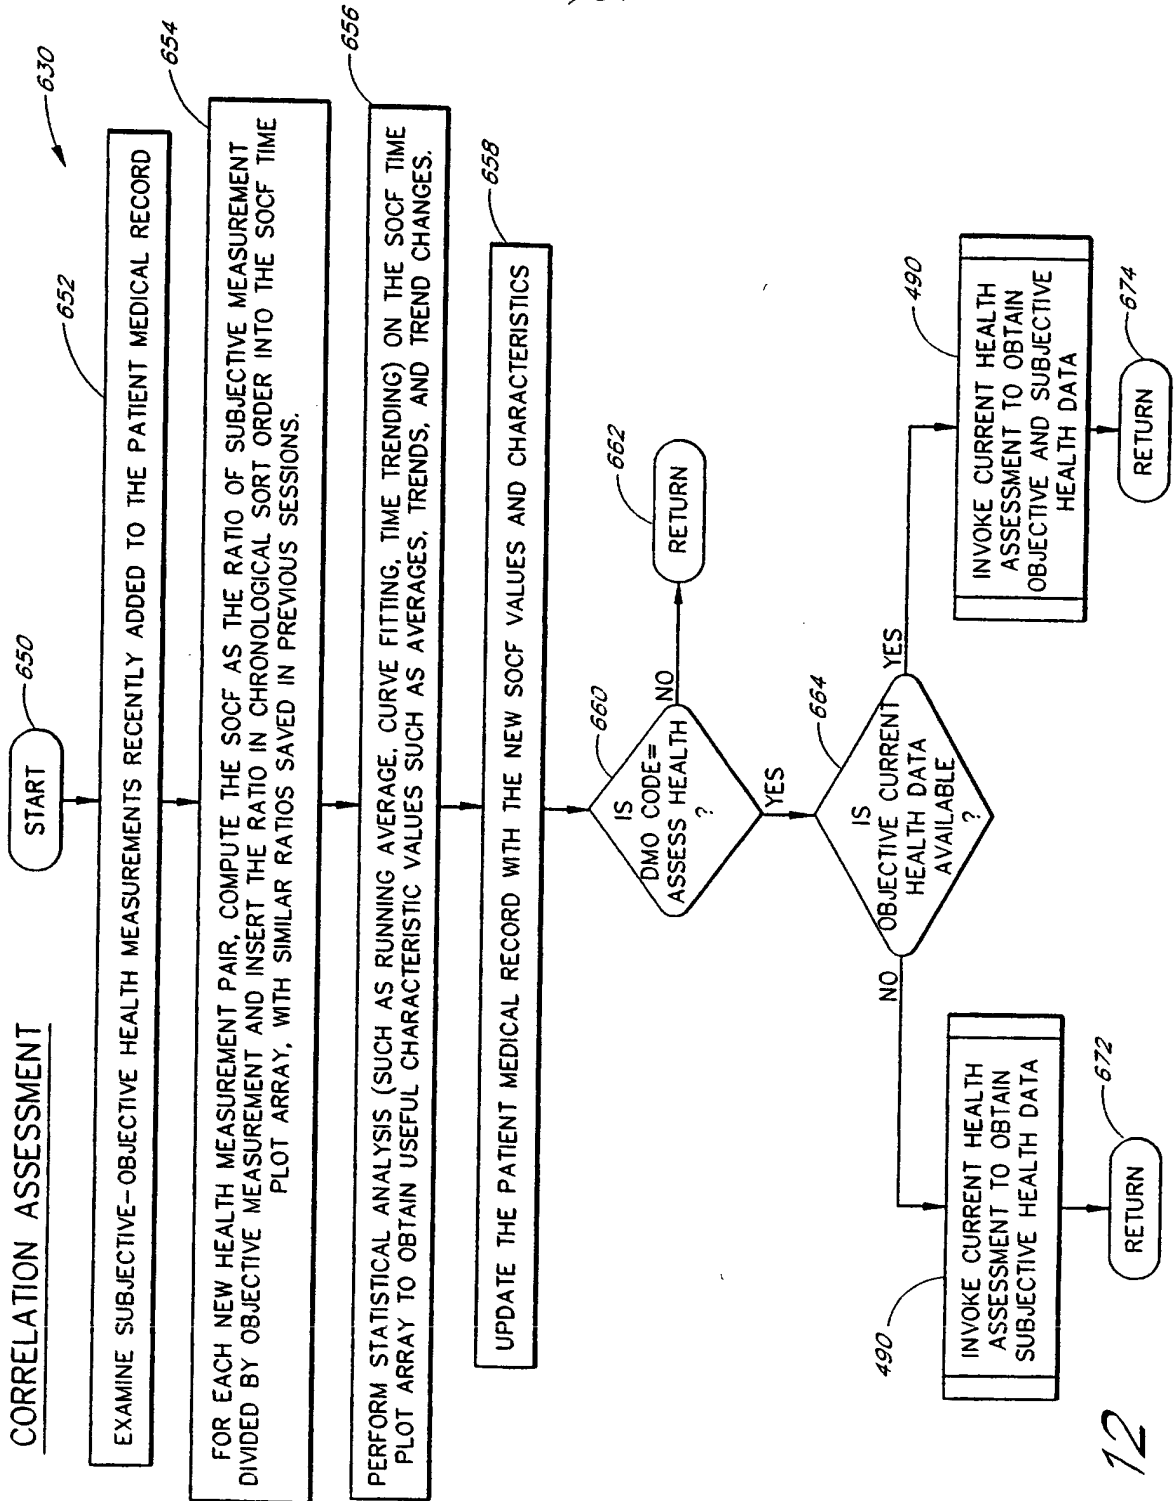 CORRELATION ASSESSMENT
630
START
650
652
EXAMINE SUBJECTIVE-OBJECTIVE HEALTH MEASUREMENTS RECENTLY ADDED TO THE PATIENT MEDICAL RECORD
654
FOR EACH NEW HEALTH MEASUREMENT PAIR, COMPUTE THE SOCF AS THE RATIO OF SUBJECTIVE MEASUREMENT
DIVIDED BY OBJECTIVE MEASUREMENT AND INSERT THE RATIO IN CHRONOLOGICAL SORT ORDER INTO THE SOCF TIME
PLOT ARRAY, WITH SIMILAR RATIOS SAVED IN PREVIOUS SESSIONS.
656
PERFORM STATISTICAL ANALYSIS (SUCH AS RUNNING AVERAGE, CURVE FITTING, TIME TRENDING) ON THE SOCF TIME
PLOT ARRAY TO OBTAIN USEFUL CHARACTERISTIC VALUES SUCH AS AVERAGES, TRENDS, AND TREND CHANGES.
658
UPDATE THE PATIENT MEDICAL RECORD WITH THE NEW SOCF VALUES AND CHARACTERISTICS
660
IS
DMO CODE=
ASSESS HEALTH
?
NO
662
RETURN
YES
664
IS
OBJECTIVE CURRENT
HEALTH DATA
AVAILABLE
?
NO
YES
490
INVOKE CURRENT HEALTH
ASSESSMENT TO OBTAIN
SUBJECTIVE HEALTH DATA
672
RETURN
490
INVOKE CURRENT HEALTH
ASSESSMENT TO OBTAIN
OBJECTIVE AND SUBJECTIVE
HEALTH DATA
674
RETURN
12